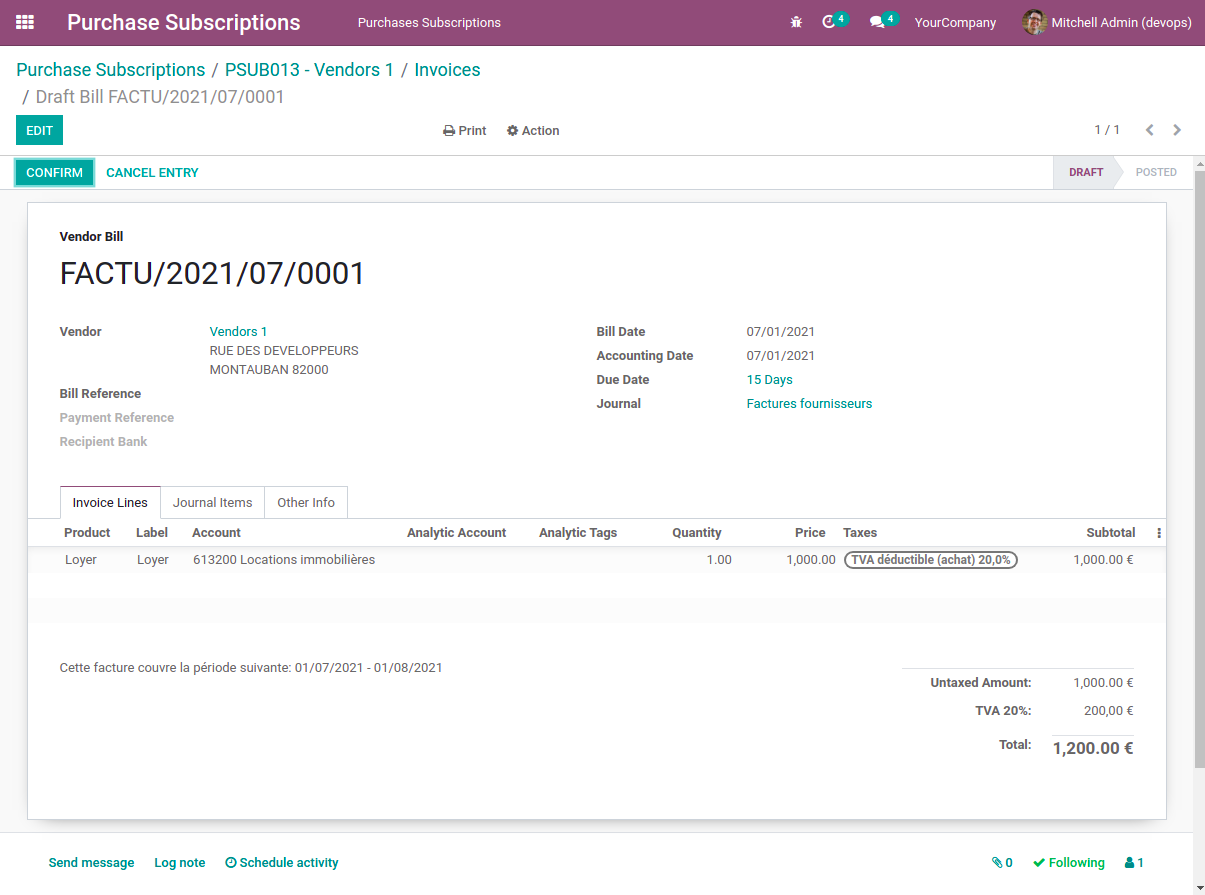 Purchase Subscriptions Purchases Subscriptions 4 4 YourCompany Mitchell Admin (devops)
Purchase Subscriptions / PSUB013 - Vendors 1 / Invoices
/ Draft Bill FACTU/2021/07/0001
EDIT Print Action 1 / 1
CONFIRM CANCEL ENTRY DRAFT POSTED
Vendor Bill
FACTU/2021/07/0001
Vendor Vendors 1 Bill Date 07/01/2021
RUE DES DEVELOPPEURS Accounting Date 07/01/2021
MONTAUBAN 82000 Due Date 15 Days
Bill Reference Journal Factures fournisseurs
Payment Reference
Recipient Bank
Invoice Lines Journal Items Other Info
Product Label Account Analytic Account Analytic Tags Quantity Price Taxes Subtotal
Loyer Loyer 613200 Locations immobilières 1.00 1,000.00 TVA déductible (achat) 20,0% 1,000.00 €
Cette facture couvre la période suivante: 01/07/2021 - 01/08/2021
Untaxed Amount: 1,000.00 €
TVA 20%: 200,00 €
Total: 1,200.00 €
Send message Log note Schedule activity 0 Following 1